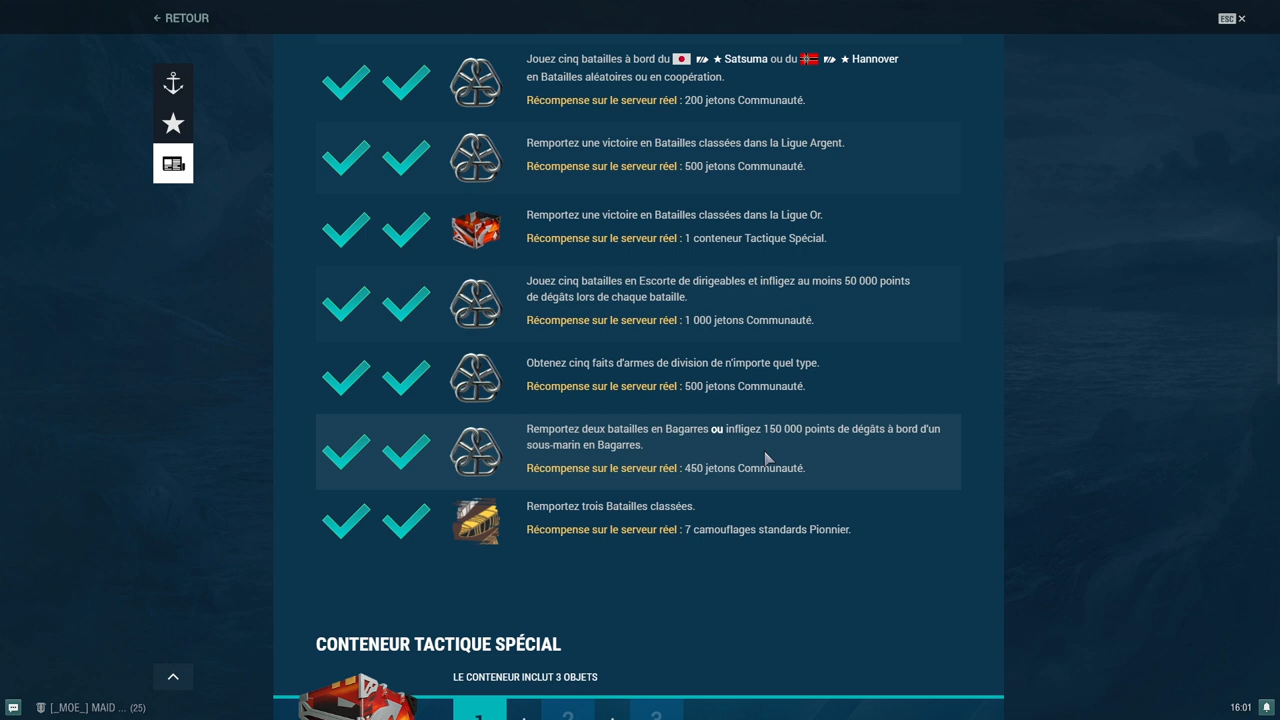 ← RETOUR
ESC ×
Jouez cinq batailles à bord du ★ Satsuma ou du ★ Hannover
en Batailles aléatoires ou en coopération.
Récompense sur le serveur réel : 200 jetons Communauté.
Remportez une victoire en Batailles classées dans la Ligue Argent.
Récompense sur le serveur réel : 500 jetons Communauté.
Remportez une victoire en Batailles classées dans la Ligue Or.
Récompense sur le serveur réel : 1 conteneur Tactique Spécial.
Jouez cinq batailles en Escorte de dirigeables et infligez au moins 50 000 points
de dégâts lors de chaque bataille.
Récompense sur le serveur réel : 1 000 jetons Communauté.
Obtenez cinq faits d'armes de division de n'importe quel type.
Récompense sur le serveur réel : 500 jetons Communauté.
Remportez deux batailles en Bagarres ou infligez 150 000 points de dégâts à bord d'un
sous-marin en Bagarres.
Récompense sur le serveur réel : 450 jetons Communauté.
Remportez trois Batailles classées.
Récompense sur le serveur réel : 7 camouflages standards Pionnier.
CONTENEUR TACTIQUE SPÉCIAL
LE CONTENEUR INCLUT 3 OBJETS
1 2 3
[_MOE_] MAID ... (25)
16:01